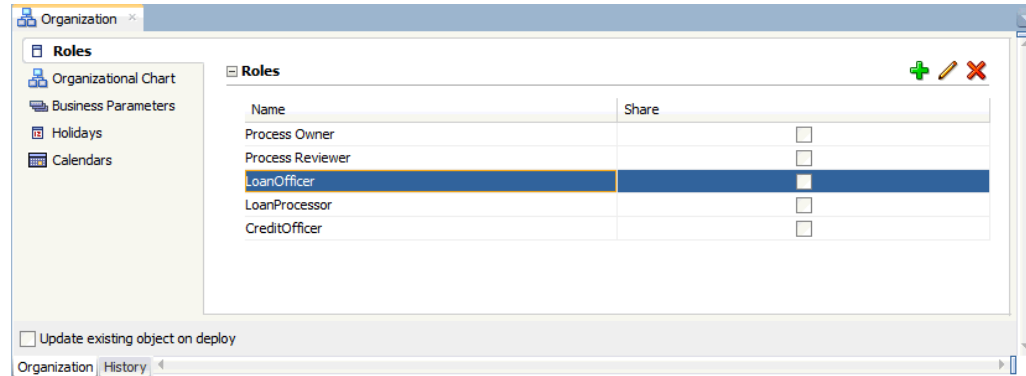 Organization
Roles
Organizational Chart
Business Parameters
Holidays
Calendars
Roles
Name Share
Process Owner
Process Reviewer
LoanOfficer
LoanProcessor
CreditOfficer
Update existing object on deploy
Organization History